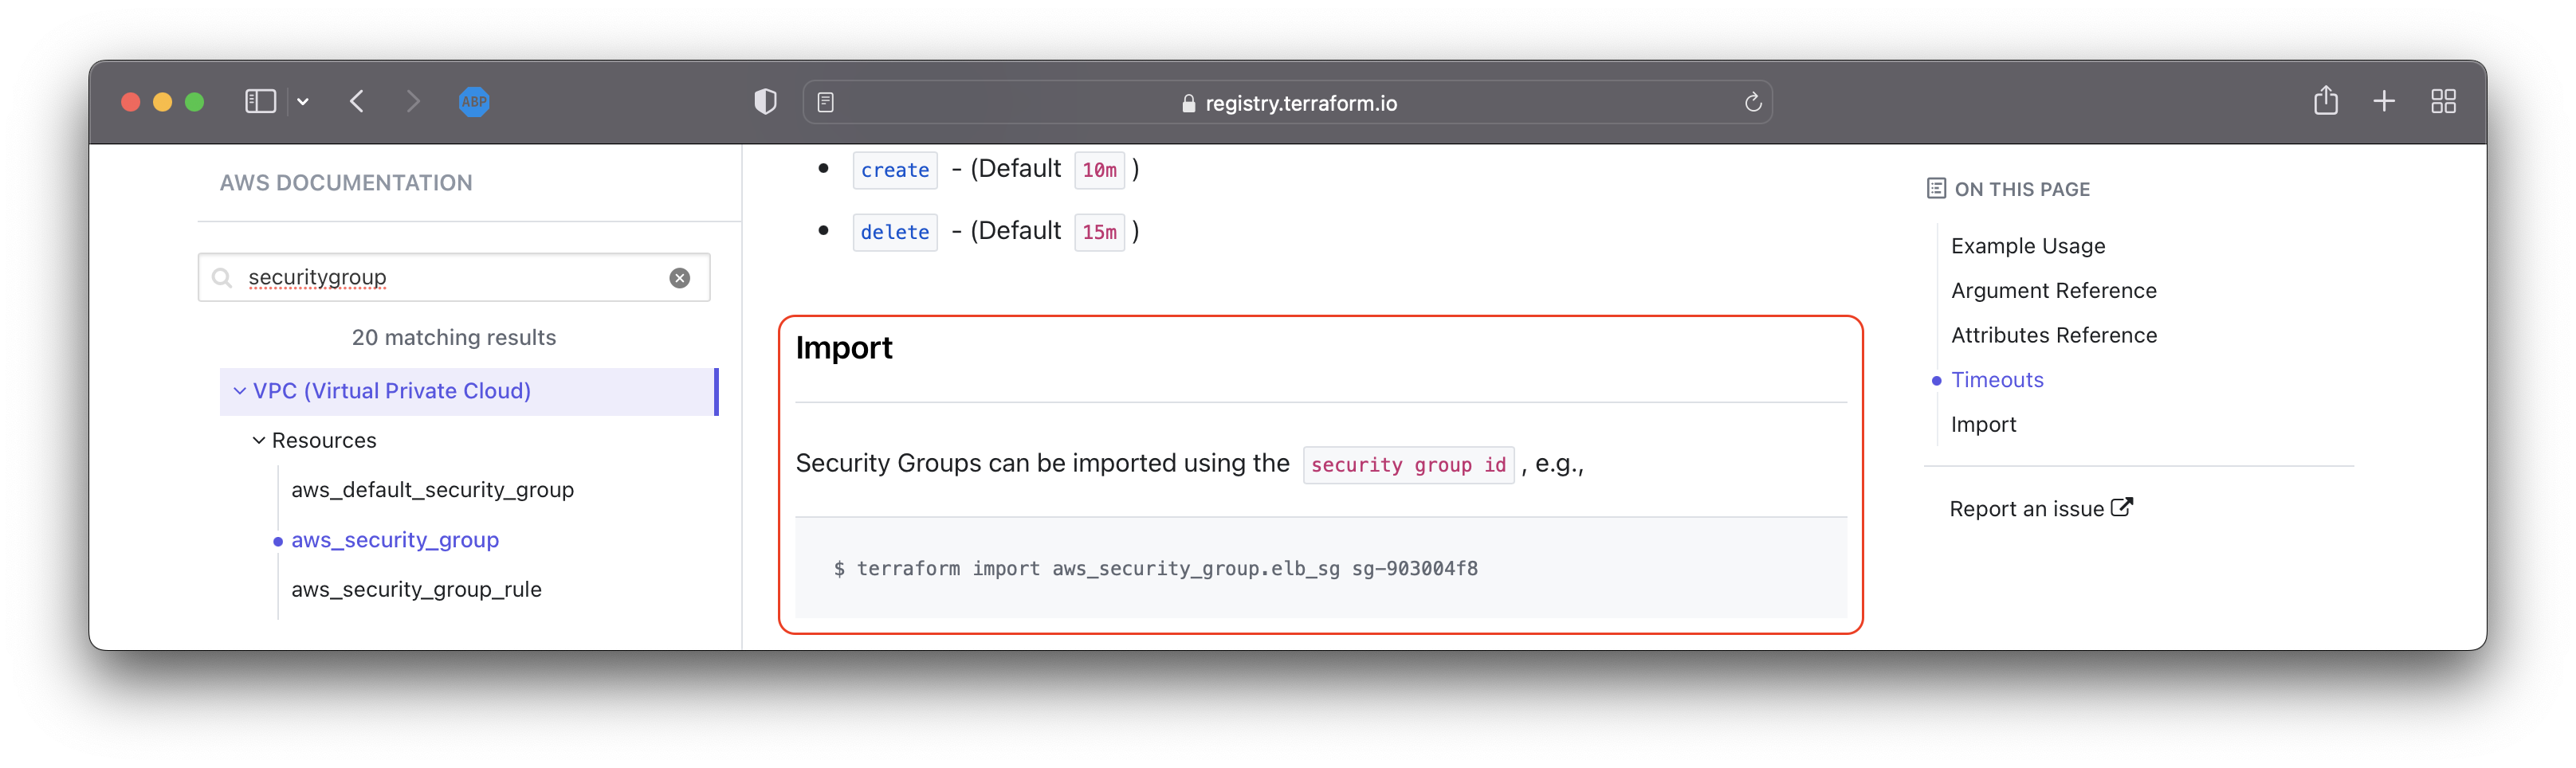 ABP
registry.terraform.io
AWS DOCUMENTATION
securitygroup
20 matching results
VPC (Virtual Private Cloud)
Resources
aws_default_security_group
aws_security_group
aws_security_group_rule
create - (Default 10m )
delete - (Default 15m )
Import
Security Groups can be imported using the security group id , e.g.,
$ terraform import aws_security_group.elb_sg sg-903004f8
ON THIS PAGE
Example Usage
Argument Reference
Attributes Reference
Timeouts
Import
Report an issue